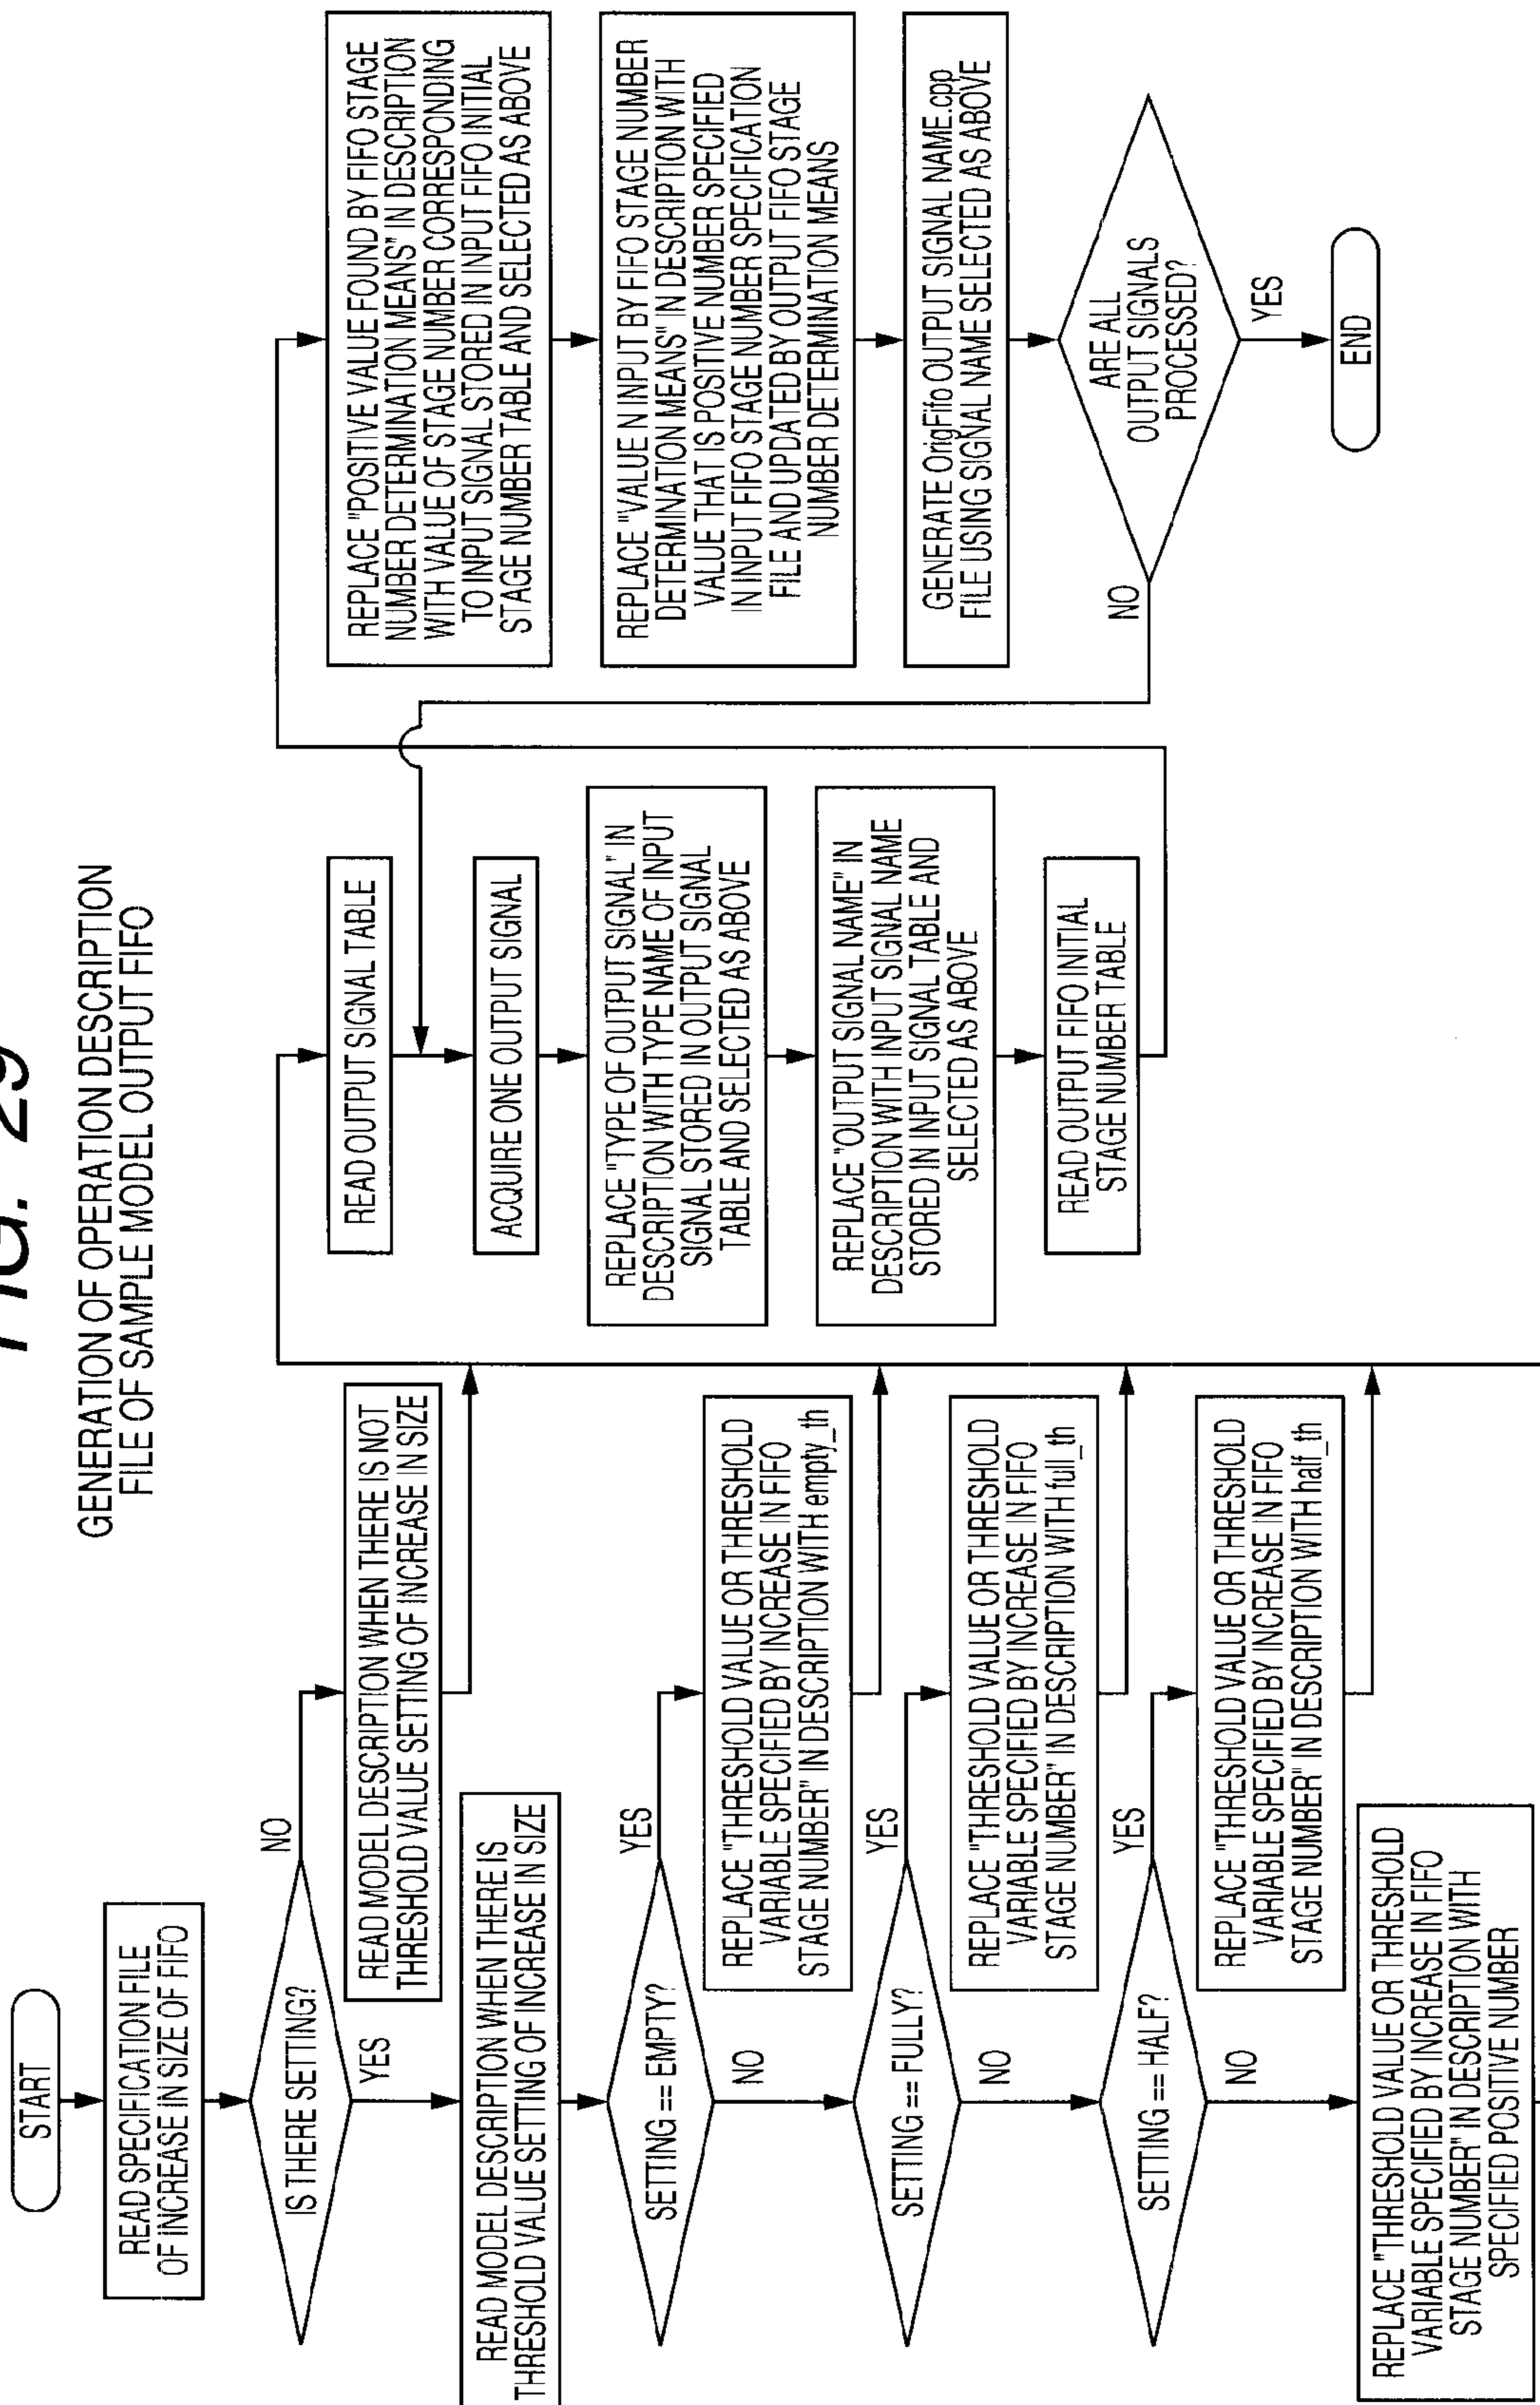 FIG. 29
GENERATION OF OPERATION DESCRIPTION
FILE OF SAMPLE MODEL OUTPUT FIFO
START
READ SPECIFICATION FILE
OF INCREASE IN SIZE OF FIFO
IS THERE SETTING?
NO
READ MODEL DESCRIPTION WHEN THERE IS NOT
THRESHOLD VALUE SETTING OF INCREASE IN SIZE
YES
READ MODEL DESCRIPTION WHEN THERE IS
THRESHOLD VALUE SETTING OF INCREASE IN SIZE
SETTING == EMPTY?
YES
REPLACE "THRESHOLD VALUE OR THRESHOLD
VARIABLE SPECIFIED BY INCREASE IN FIFO
STAGE NUMBER" IN DESCRIPTION WITH empty_th
NO
SETTING == FULLY?
YES
REPLACE "THRESHOLD VALUE OR THRESHOLD
VARIABLE SPECIFIED BY INCREASE IN FIFO
STAGE NUMBER" IN DESCRIPTION WITH full_th
NO
SETTING == HALF?
YES
REPLACE "THRESHOLD VALUE OR THRESHOLD
VARIABLE SPECIFIED BY INCREASE IN FIFO
STAGE NUMBER" IN DESCRIPTION WITH half_th
NO
REPLACE "THRESHOLD VALUE OR THRESHOLD
VARIABLE SPECIFIED BY INCREASE IN FIFO
STAGE NUMBER" IN DESCRIPTION WITH
SPECIFIED POSITIVE NUMBER
READ OUTPUT SIGNAL TABLE
ACQUIRE ONE OUTPUT SIGNAL
REPLACE "TYPE OF OUTPUT SIGNAL" IN
DESCRIPTION WITH TYPE NAME OF INPUT
SIGNAL STORED IN OUTPUT SIGNAL
TABLE AND SELECTED AS ABOVE
REPLACE "OUTPUT SIGNAL NAME" IN
DESCRIPTION WITH INPUT SIGNAL NAME
STORED IN INPUT SIGNAL TABLE AND
SELECTED AS ABOVE
READ OUTPUT FIFO INITIAL
STAGE NUMBER TABLE
REPLACE "POSITIVE VALUE FOUND BY FIFO STAGE
NUMBER DETERMINATION MEANS" IN DESCRIPTION
WITH VALUE OF STAGE NUMBER CORRESPONDING
TO INPUT SIGNAL STORED IN INPUT FIFO INITIAL
STAGE NUMBER TABLE AND SELECTED AS ABOVE
REPLACE "VALUE N INPUT BY FIFO STAGE NUMBER
DETERMINATION MEANS" IN DESCRIPTION WITH
VALUE THAT IS POSITIVE NUMBER SPECIFIED
IN INPUT FIFO STAGE NUMBER SPECIFICATION
FILE AND UPDATED BY OUTPUT FIFO STAGE
NUMBER DETERMINATION MEANS
GENERATE OrigFifo OUTPUT SIGNAL NAME.cpp
FILE USING SIGNAL NAME SELECTED AS ABOVE
ARE ALL
OUTPUT SIGNALS
PROCESSED?
NO
YES
END